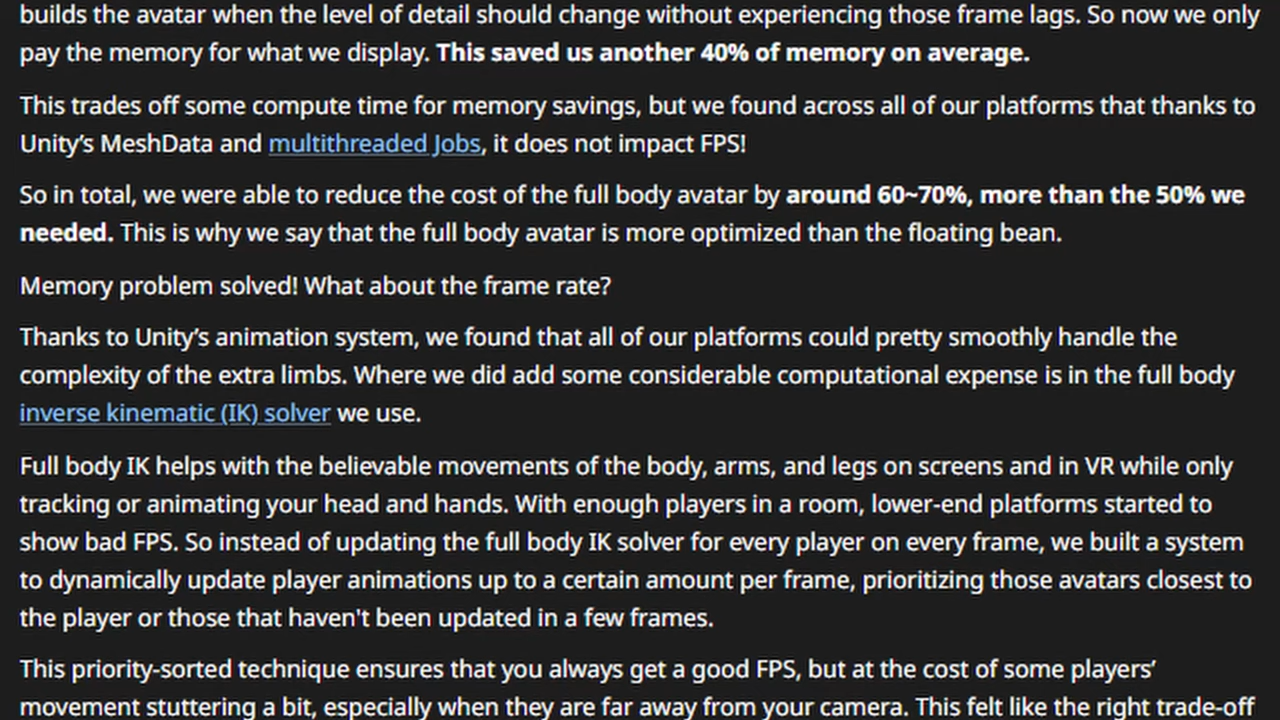 builds the avatar when the level of detail should change without experiencing those frame lags. So now we only
pay the memory for what we display. This saved us another 40% of memory on average.
This trades off some compute time for memory savings, but we found across all of our platforms that thanks to
Unity’s MeshData and multithreaded Jobs, it does not impact FPS!
So in total, we were able to reduce the cost of the full body avatar by around 60~70%, more than the 50% we
needed. This is why we say that the full body avatar is more optimized than the floating bean.
Memory problem solved! What about the frame rate?
Thanks to Unity’s animation system, we found that all of our platforms could pretty smoothly handle the
complexity of the extra limbs. Where we did add some considerable computational expense is in the full body
inverse kinematic (IK) solver we use.
Full body IK helps with the believable movements of the body, arms, and legs on screens and in VR while only
tracking or animating your head and hands. With enough players in a room, lower-end platforms started to
show bad FPS. So instead of updating the full body IK solver for every player on every frame, we built a system
to dynamically update player animations up to a certain amount per frame, prioritizing those avatars closest to
the player or those that haven't been updated in a few frames.
This priority-sorted technique ensures that you always get a good FPS, but at the cost of some players’
movement stuttering a bit, especially when they are far away from your camera. This felt like the right trade-off